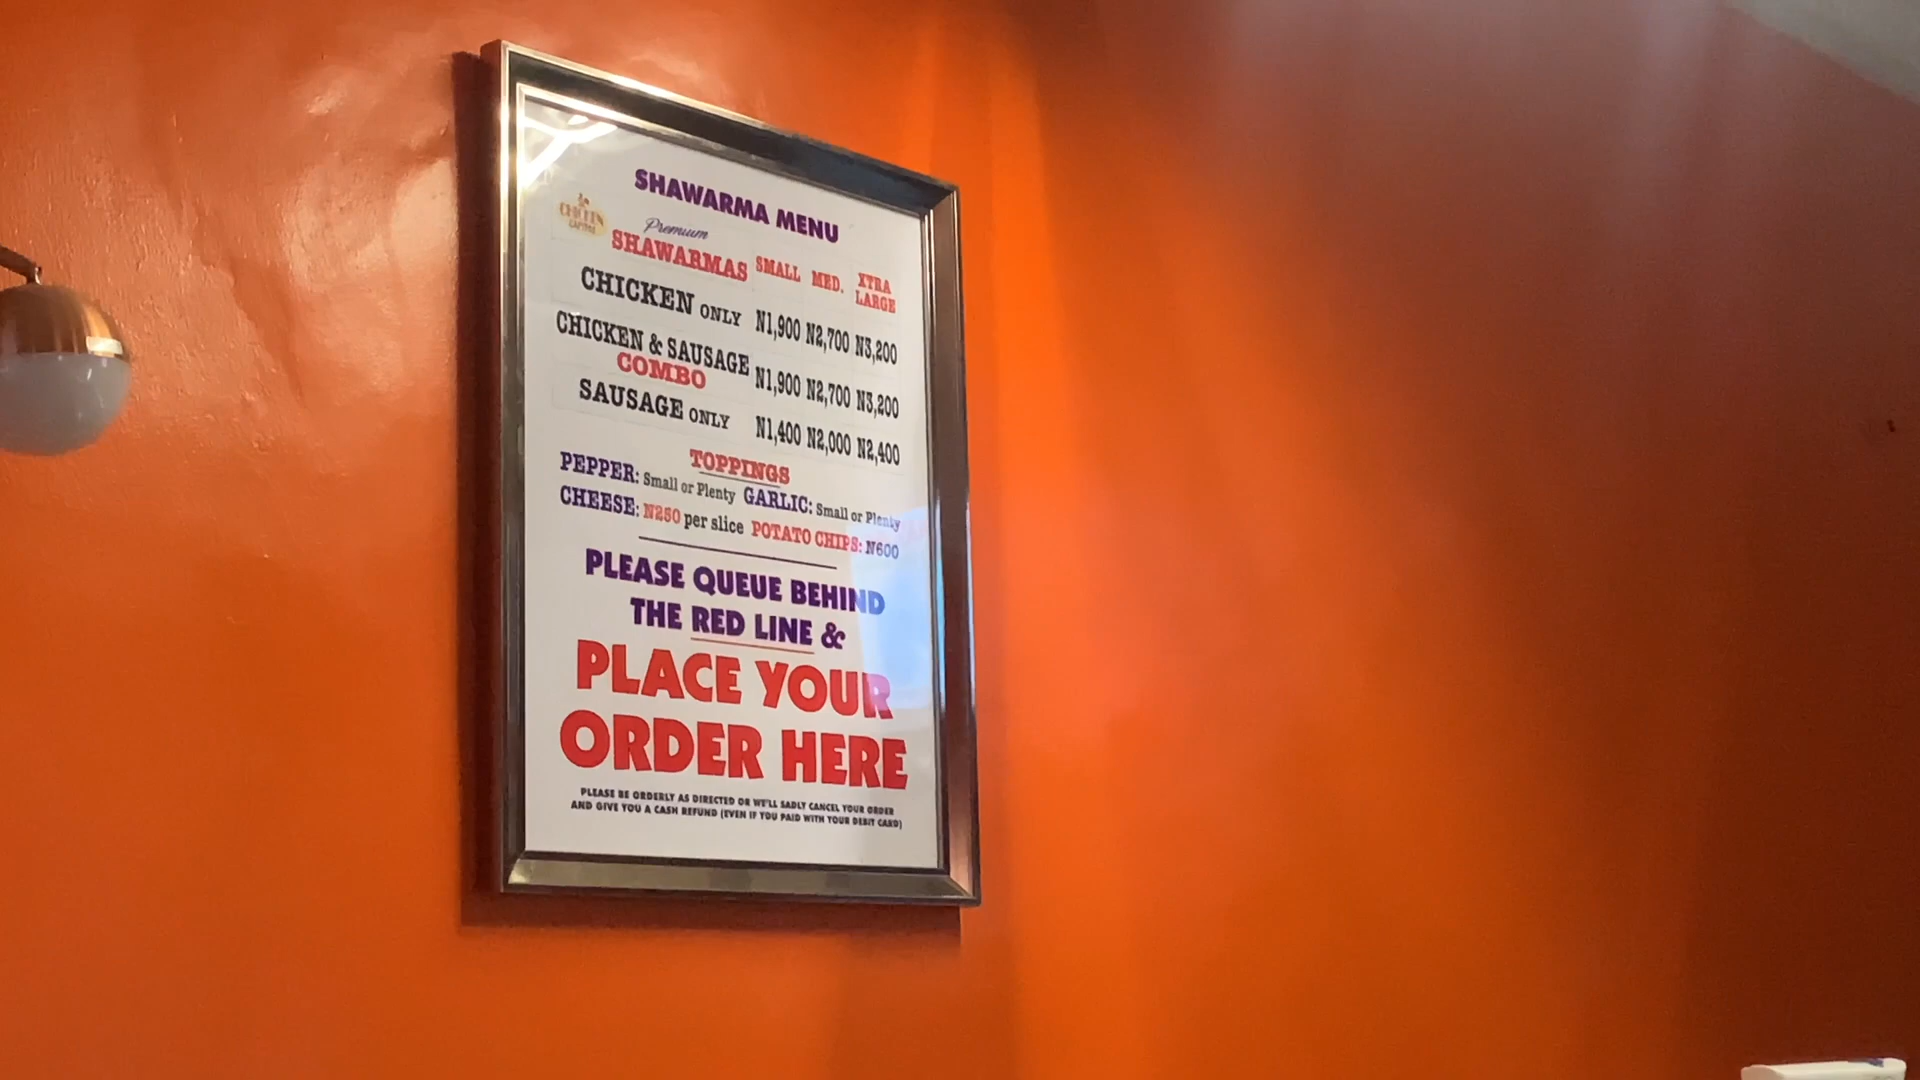 SHAWARMA MENU
CHICKEN
CAPITOL
Premium
SHAWARMAS SMALL MED. XTRA LARGE
CHICKEN ONLY N1,900 N2,700 N3,200
CHICKEN & SAUSAGE
COMBO N1,900 N2,700 N3,200
SAUSAGE ONLY N1,400 N2,000 N2,400
TOPPINGS
PEPPER: Small or Plenty GARLIC: Small or Plenty
CHEESE: N250 per slice POTATO CHIPS: N600
PLEASE QUEUE BEHIND
THE RED LINE &
PLACE YOUR
ORDER HERE
PLEASE BE ORDERLY AS DIRECTED OR WE'LL SADLY CANCEL YOUR ORDER
AND GIVE YOU A CASH REFUND (EVEN IF YOU PAID WITH YOUR DEBIT CARD)